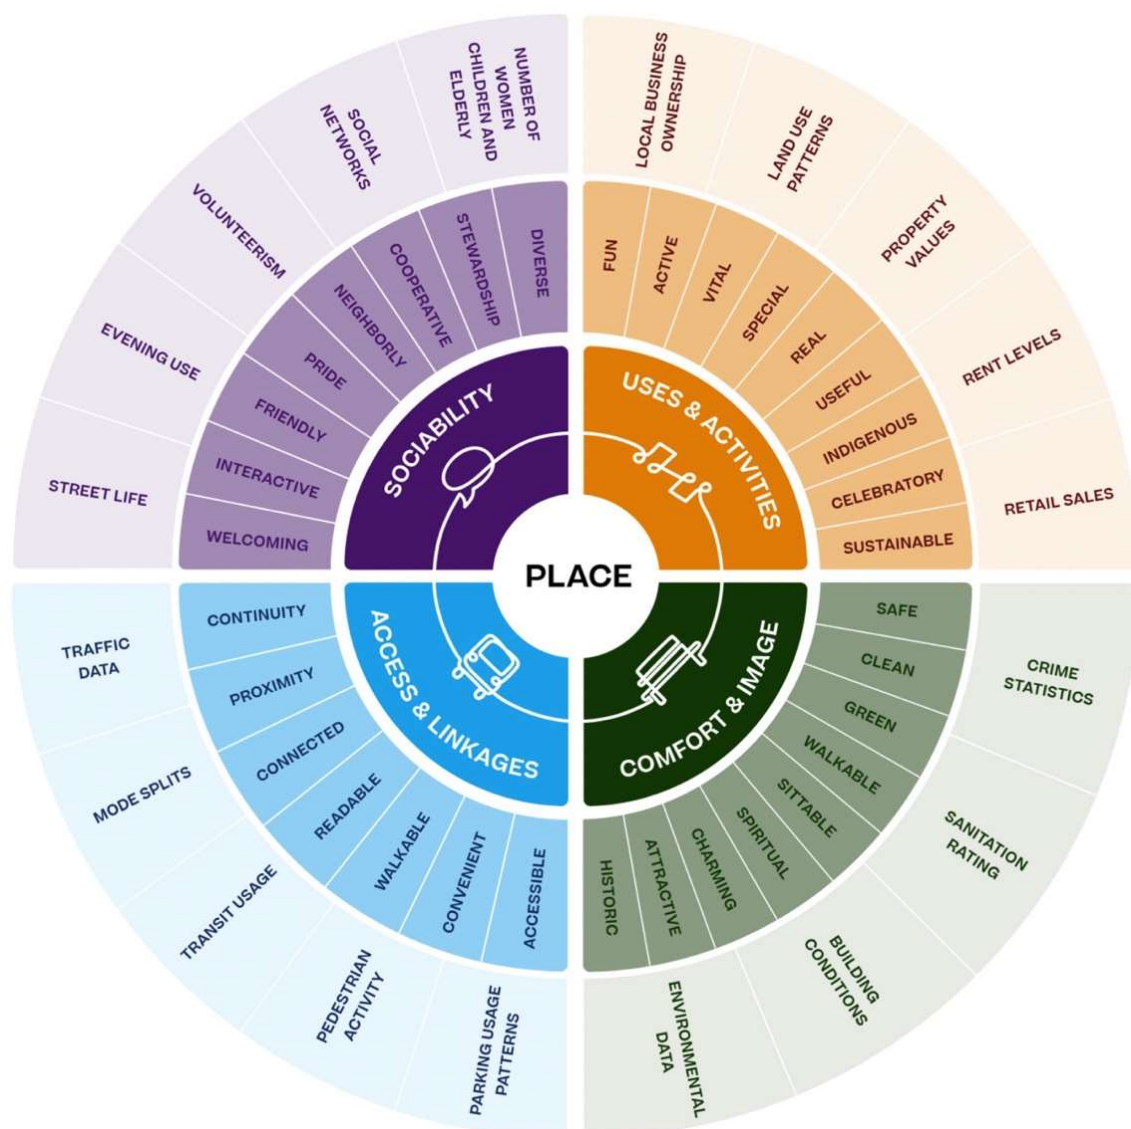 PLACE
SOCIABILITY
DIVERSE
STEWARDSHIP
COOPERATIVE
NEIGHBORLY
PRIDE
FRIENDLY
INTERACTIVE
WELCOMING
NUMBER OF
WOMEN
CHILDREN AND
ELDERLY
SOCIAL
NETWORKS
VOLUNTEERISM
EVENING USE
STREET LIFE
USES & ACTIVITIES
FUN
ACTIVE
VITAL
SPECIAL
REAL
USEFUL
INDIGENOUS
CELEBRATORY
SUSTAINABLE
LOCAL BUSINESS
OWNERSHIP
LAND USE
PATTERNS
PROPERTY
VALUES
RENT LEVELS
RETAIL SALES
COMFORT & IMAGE
SAFE
CLEAN
GREEN
WALKABLE
SITTABLE
SPIRITUAL
CHARMING
ATTRACTIVE
HISTORIC
CRIME
STATISTICS
SANITATION
RATING
BUILDING
CONDITIONS
ENVIRONMENTAL
DATA
ACCESS & LINKAGES
CONTINUITY
PROXIMITY
CONNECTED
READABLE
WALKABLE
CONVENIENT
ACCESSIBLE
TRAFFIC
DATA
MODE SPLITS
TRANSIT USAGE
PEDESTRIAN
ACTIVITY
PARKING USAGE
PATTERNS